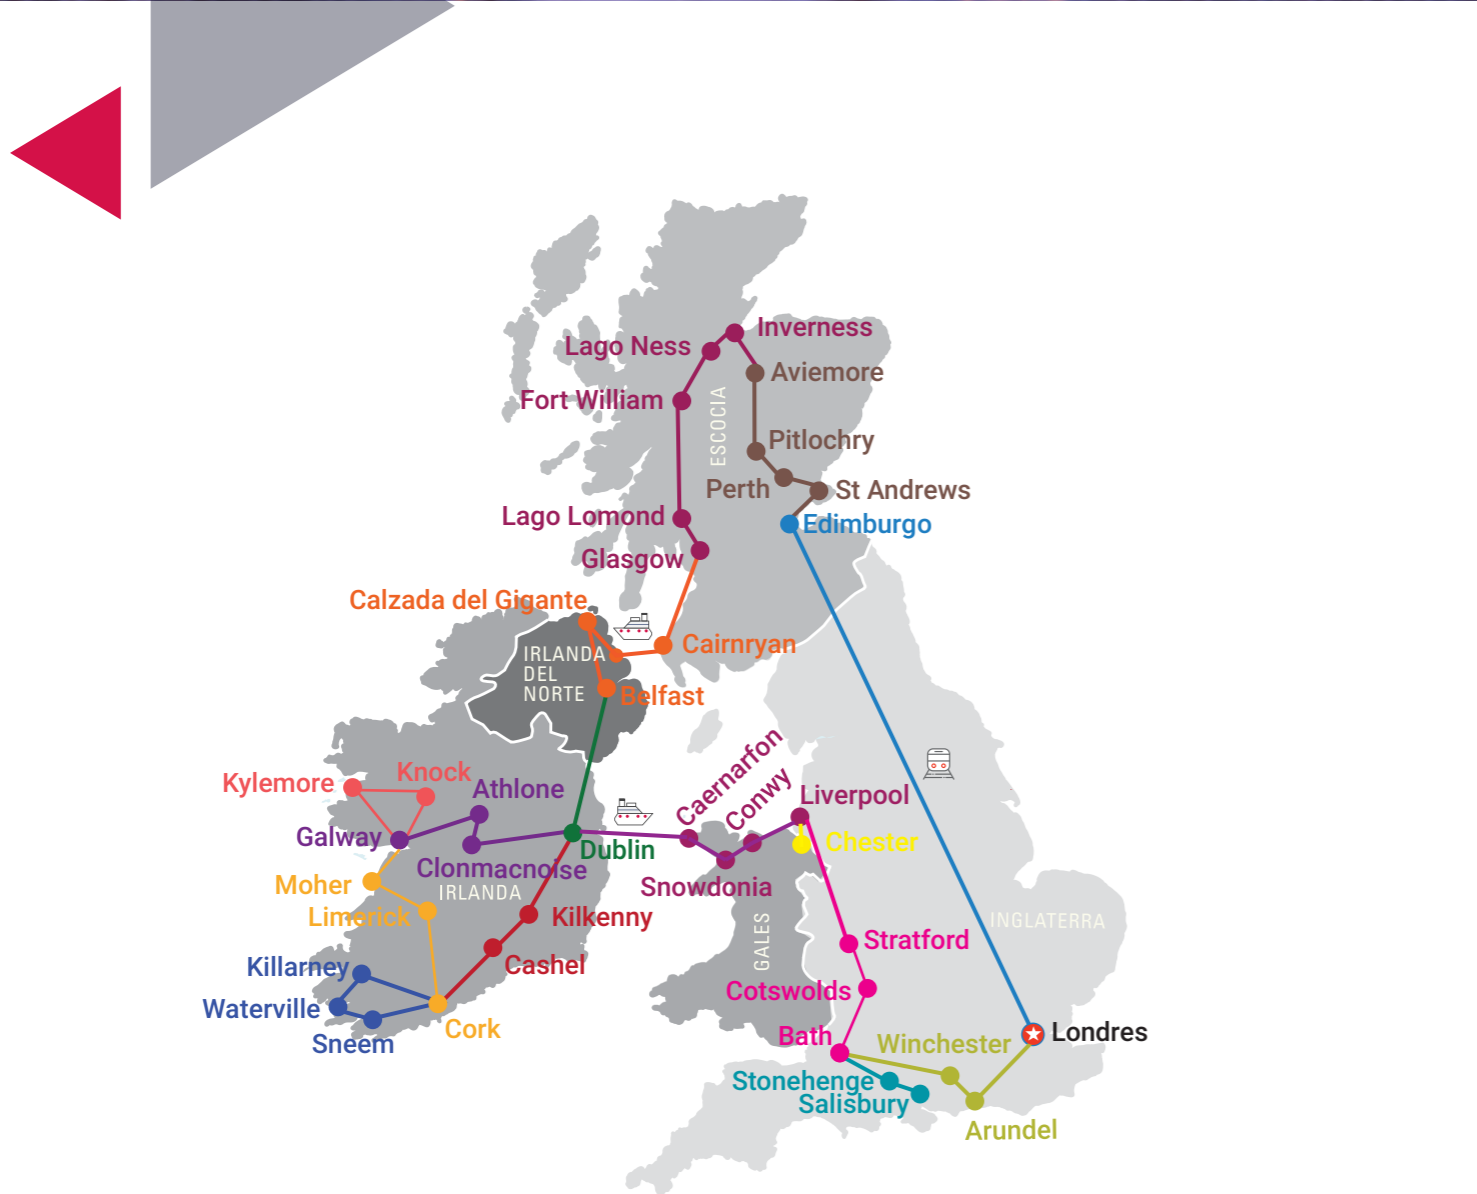 Inverness
Lago Ness
Aviemore
Fort William
ESCOCIA
Pitlochry
Perth
St Andrews
Lago Lomond
Edimburgo
Glasgow
Calzada del Gigante
Cairnryan
IRLANDA
DEL
NORTE
Belfast
Caernarfon
Conwy
Knock
Kylemore
Athlone
Liverpool
Galway
Chester
Dublin
Clonmacnoise
Moher
IRLANDA
Snowdonia
Limerick
Kilkenny
INGLATERRA
GALES
Stratford
Killarney
Cashel
Cotswolds
Waterville
Cork
Londres
Bath
Winchester
Sneem
Stonehenge
Salisbury
Arundel